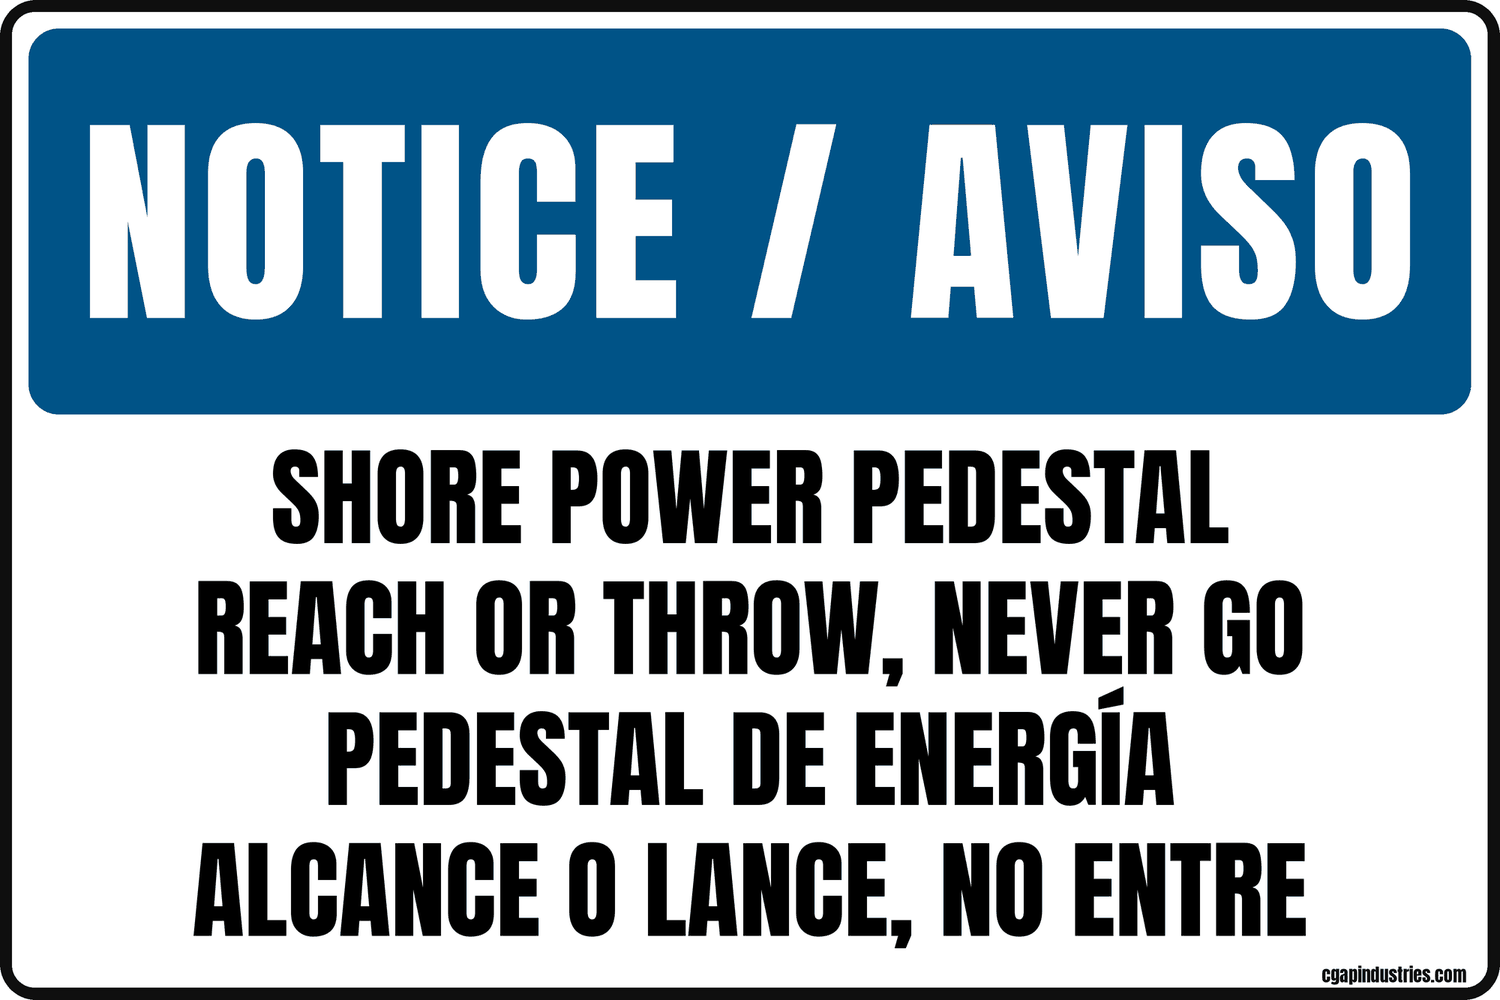 NOTICE / AVISO
SHORE POWER PEDESTAL
REACH OR THROW, NEVER GO
PEDESTAL DE ENERGÍA
ALCANCE O LANCE, NO ENTRE
cgapindustries.com